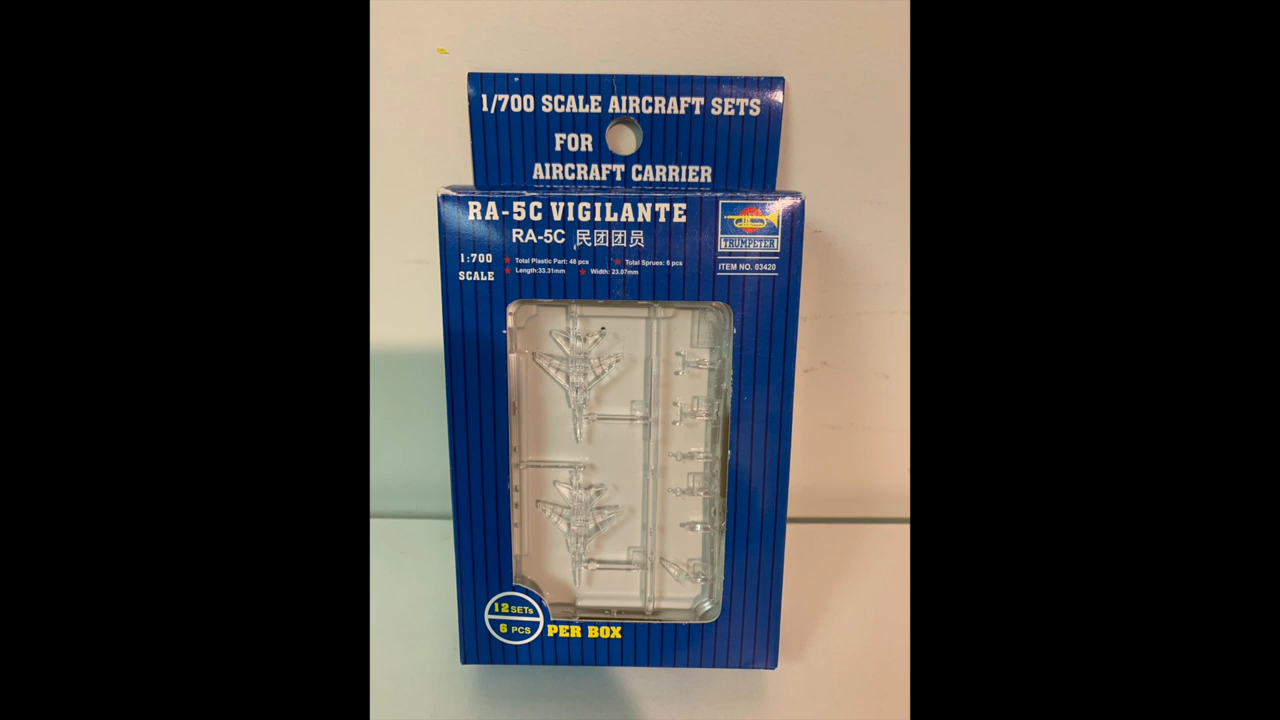 1/700 SCALE AIRCRAFT SETS
FOR
AIRCRAFT CARRIER
RA-5C VIGILANTE
RA-5C 民团团员
TRUMPETER
1:700
SCALE
Total Plastic Part: 48 pcs
Total Sprues: 6 pcs
Length:33.31mm
Width: 23.07mm
ITEM NO. 03420
12 SETs
6 PCS
PER BOX